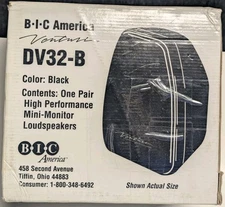 B·I·C America
Venturi
DV32-B
Color: Black
Contents: One Pair
High Performance
Mini-Monitor
Loudspeakers
B·I·C
America
458 Second Avenue
Tiffin, Ohio 44883
Consumer: 1-800-348-6492
Shown Actual Size